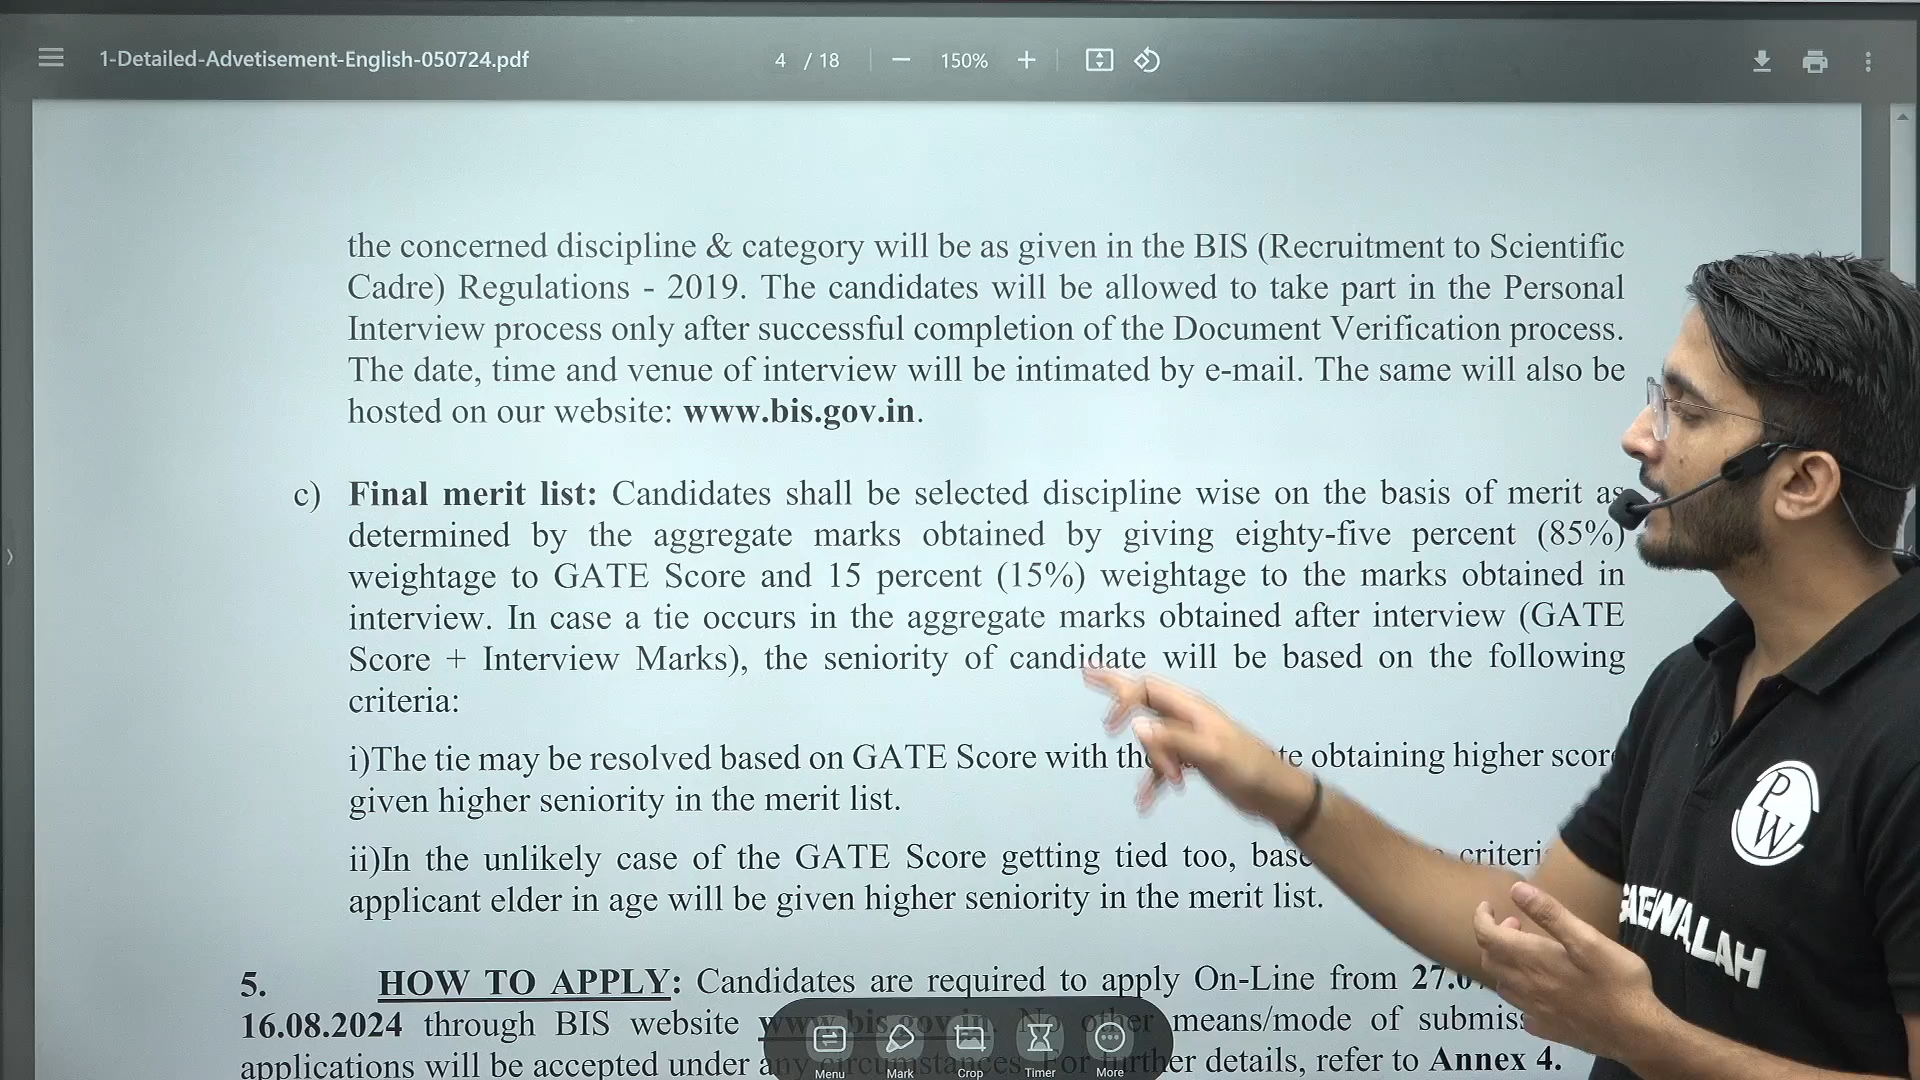 1-Detailed-Advetisement-English-050724.pdf
4 / 18
150%
the concerned discipline & category will be as given in the BIS (Recruitment to Scientific
Cadre) Regulations - 2019. The candidates will be allowed to take part in the Personal
Interview process only after successful completion of the Document Verification process.
The date, time and venue of interview will be intimated by e-mail. The same will also be
hosted on our website: www.bis.gov.in.
c) Final merit list: Candidates shall be selected discipline wise on the basis of merit as
determined by the aggregate marks obtained by giving eighty-five percent (85%)
weightage to GATE Score and 15 percent (15%) weightage to the marks obtained in
interview. In case a tie occurs in the aggregate marks obtained after interview (GATE
Score + Interview Marks), the seniority of candidate will be based on the following
criteria:
i)The tie may be resolved based on GATE Score with obtaining higher score
given higher seniority in the merit list.
ii)In the unlikely case of the GATE Score getting tied too,
applicant elder in age will be given higher seniority in the merit list.
5. HOW TO APPLY: Candidates are required to apply On-Line from
16.08.2024 through BIS website www.bis.gov.in. No other means/mode of
applications will be accepted under any circumstances. For further details, refer to Annex 4.
Menu Mark Crop Timer More
PW
GATEWALLAH